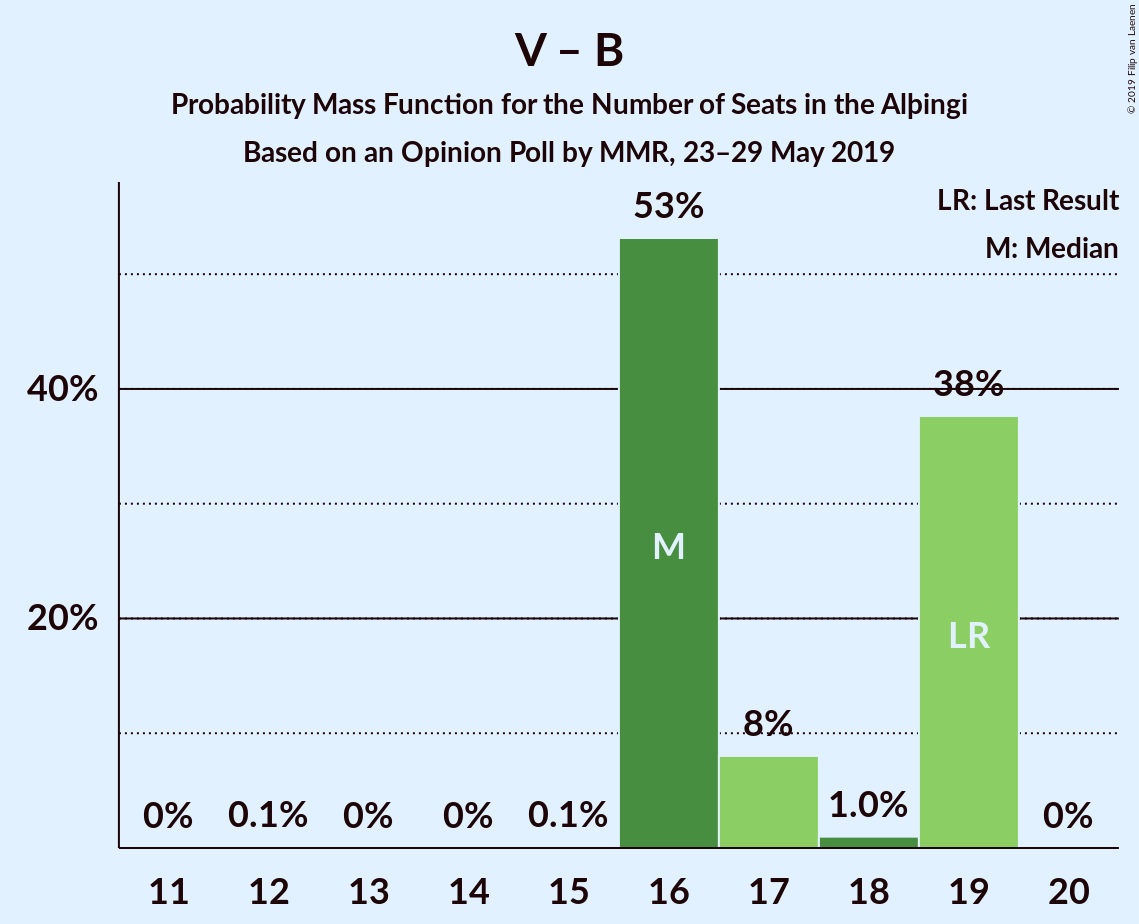 V – B
Probability Mass Function for the Number of Seats in the Alþingi
Based on an Opinion Poll by MMR, 23–29 May 2019
© 2019 Filip van Laenen
LR: Last Result
M: Median
53%
40%
38%
M
20%
LR
8%
0% 0.1% 0% 0% 0.1% 1.0% 0%
11 12 13 14 15 16 17 18 19 20